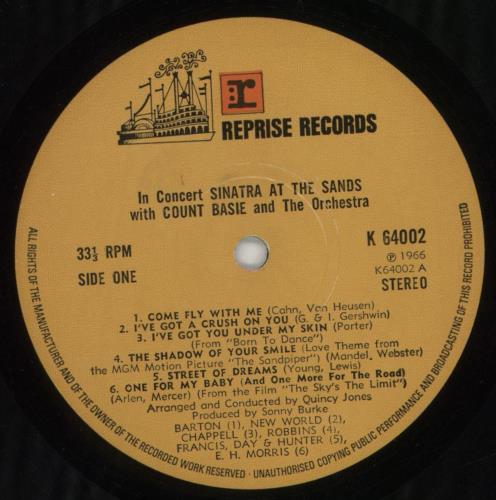 r
REPRISE RECORDS
In Concert SINATRA AT THE SANDS
with COUNT BASIE and The Orchestra
33⅓ RPM
SIDE ONE
K 64002
℗ 1966
K64002 A
STEREO
1. COME FLY WITH ME (Cahn, Van Heusen)
2. I'VE GOT A CRUSH ON YOU (G. & I. Gershwin)
3. I'VE GOT YOU UNDER MY SKIN (Porter)
(From "Born To Dance")
4. THE SHADOW OF YOUR SMILE (Love Theme from
the MGM Motion Picture "The Sandpiper") (Mandel, Webster)
5. STREET OF DREAMS (Young, Lewis)
6. ONE FOR MY BABY (And One More For The Road)
(Arlen, Mercer) (From the Film "The Sky's The Limit")
Arranged and Conducted by Quincy Jones
Produced by Sonny Burke
BARTON (1), NEW WORLD (2),
CHAPPELL (3), ROBBINS (4),
FRANCIS, DAY & HUNTER (5),
E. H. MORRIS (6)
ALL RIGHTS OF THE MANUFACTURER AND OF THE OWNER OF THE RECORDED WORK RESERVED · UNAUTHORISED COPYING PUBLIC PERFORMANCE AND BROADCASTING OF THIS RECORD PROHIBITED